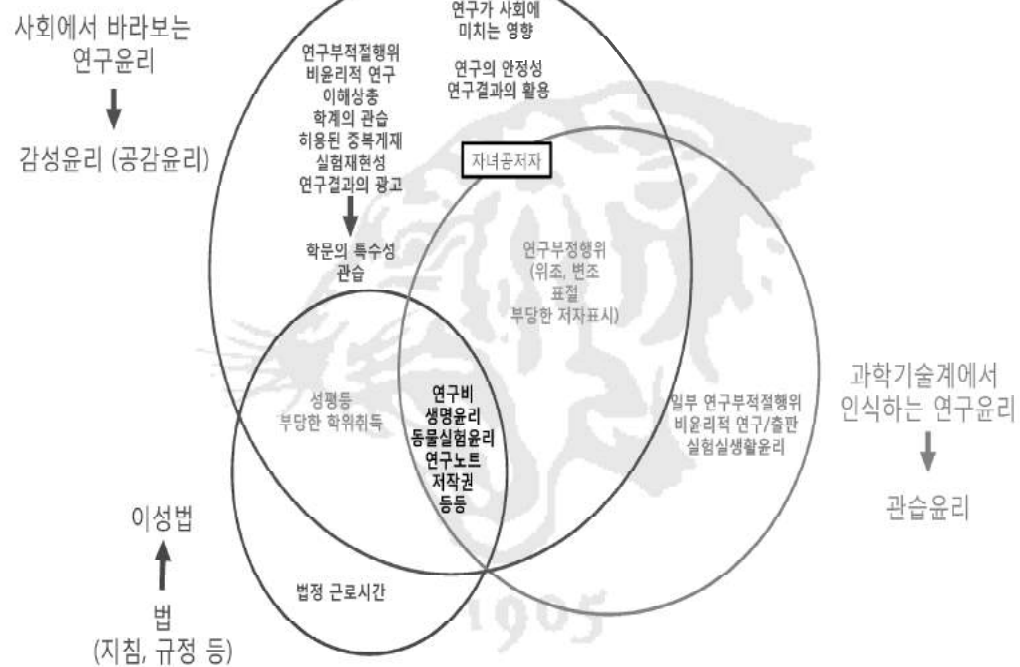 사회에서 바라보는
연구윤리
감성윤리 (공감윤리)
연구가 사회에
미치는 영향
연구의 안정성
연구결과의 활용
연구부적절행위
비윤리적 연구
이해상충
학계의 관습
히용된 중복게재
실험재현성
연구결과의 광고
학문의 특수성
관습
자녀공저자
연구부정행위
(위조, 변조
표절
부당한 저자표시)
성평등
부당한 학위취득
연구비
생명윤리
동물실험윤리
연구노트
저작권
등등
일부 연구부적절행위
비윤리적 연구/출판
실험실생활윤리
과학기술계에서
인식하는 연구윤리
관습윤리
이성법
법
(지침, 규정 등)
법정 근로시간
1905